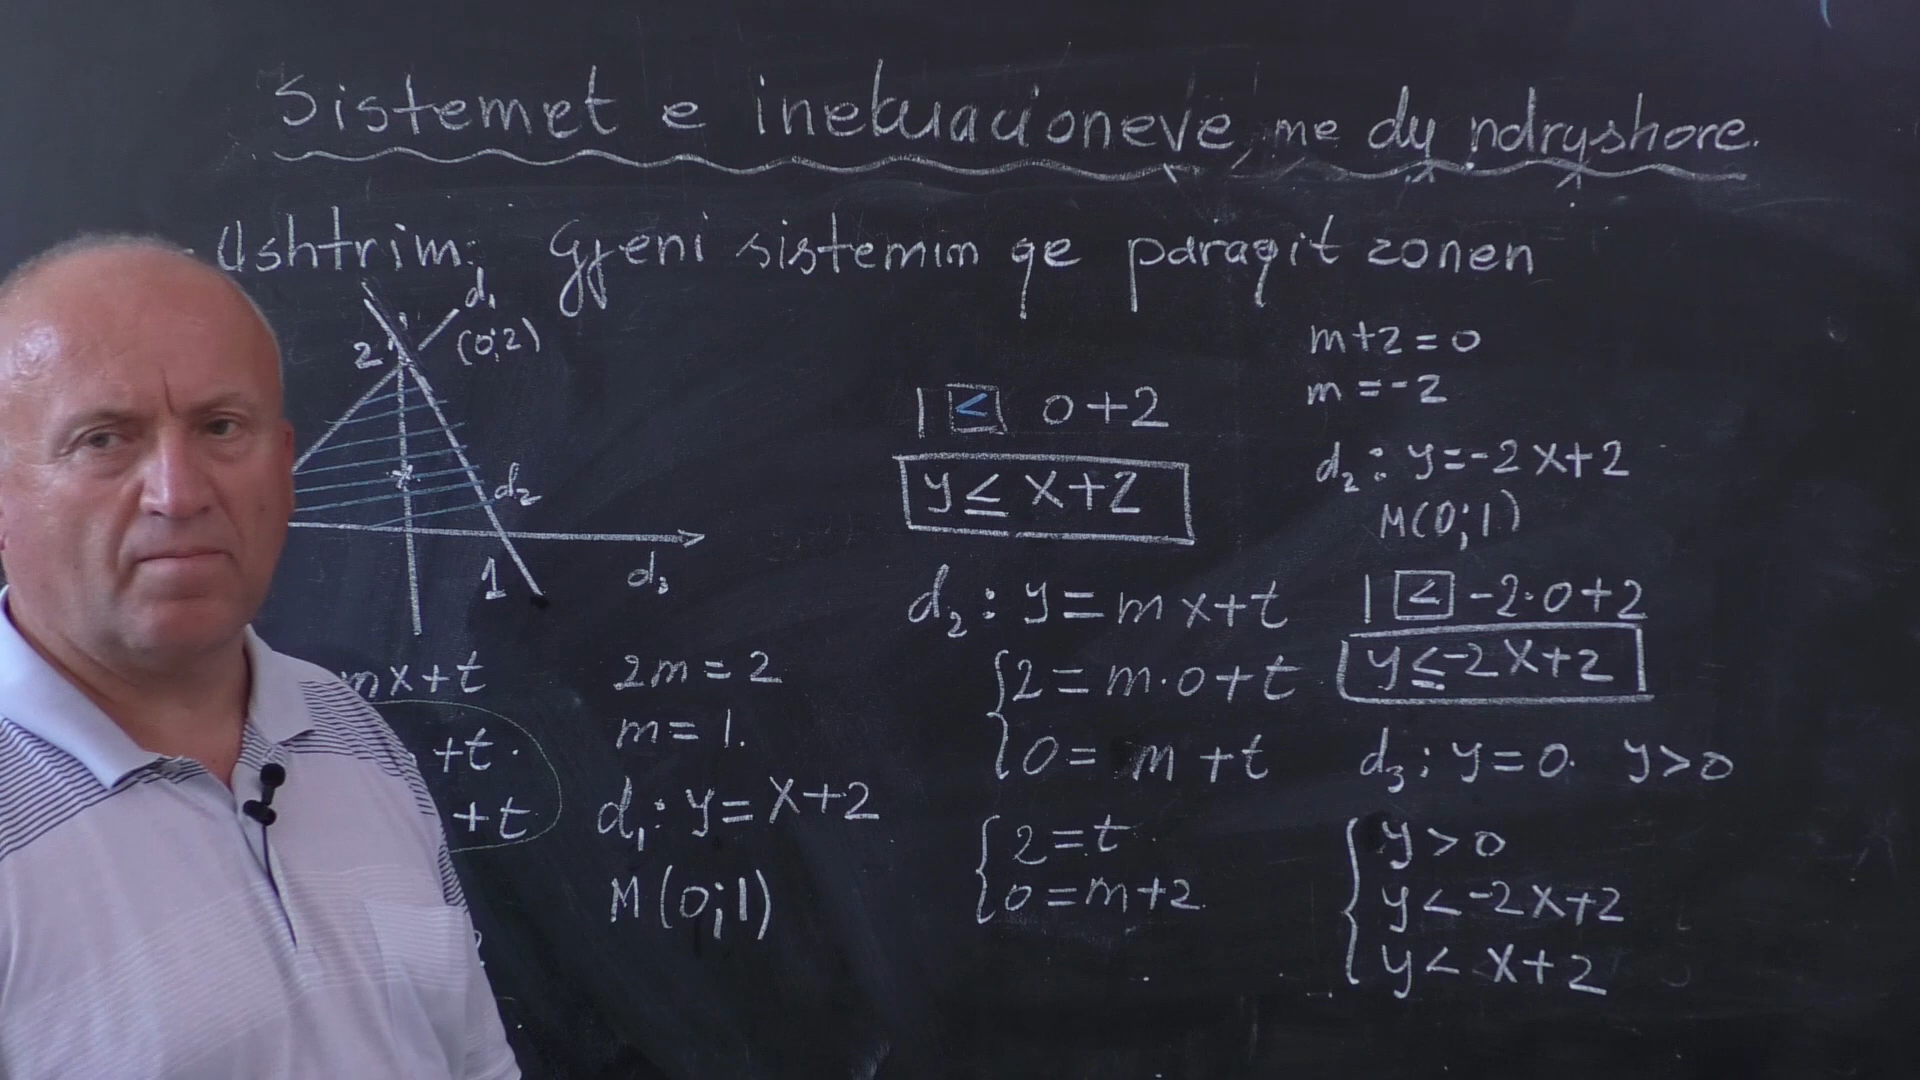 Sistemet e inekuacioneve, me dy ndryshore.
Ushtrim; Gjeni sistemin qe paraqit zonen
d₁
2 (0;2)
d₂
1 d₃
mx+t
+t
+t
2m=2
m=1.
d₁: y=x+2
M(0;1)
1 < 0+2
y≤ x+2
d₂: y=mx+t
{2=m·0+t
0= m+t
{2=t
0=m+2
m+2=0
m=-2
d₂: y=-2x+2
M(0;1)
1 < -2·0+2
y≤-2x+2
d₃: y=0. y>0
{y>0
y<-2x+2
y< x+2